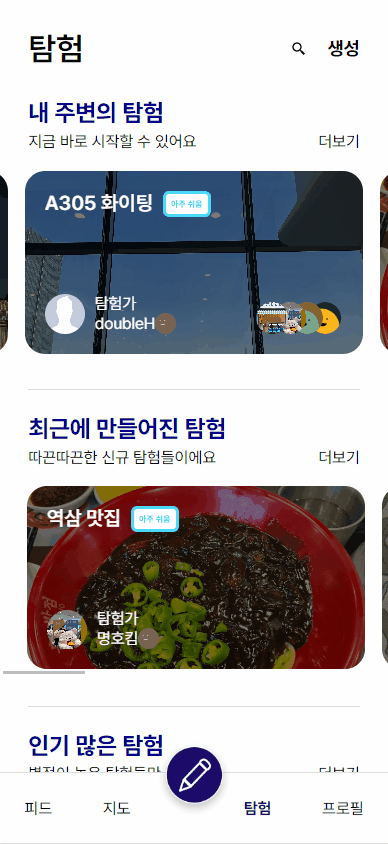 탐험
생성
내 주변의 탐험
지금 바로 시작할 수 있어요
더보기
A305 화이팅
아주 쉬움
탐험가
doubleH
최근에 만들어진 탐험
따끈따끈한 신규 탐험들이에요
더보기
역삼 맛집
아주 쉬움
탐험가
명호킴
인기 많은 탐험
더보기
피드
지도
탐험
프로필